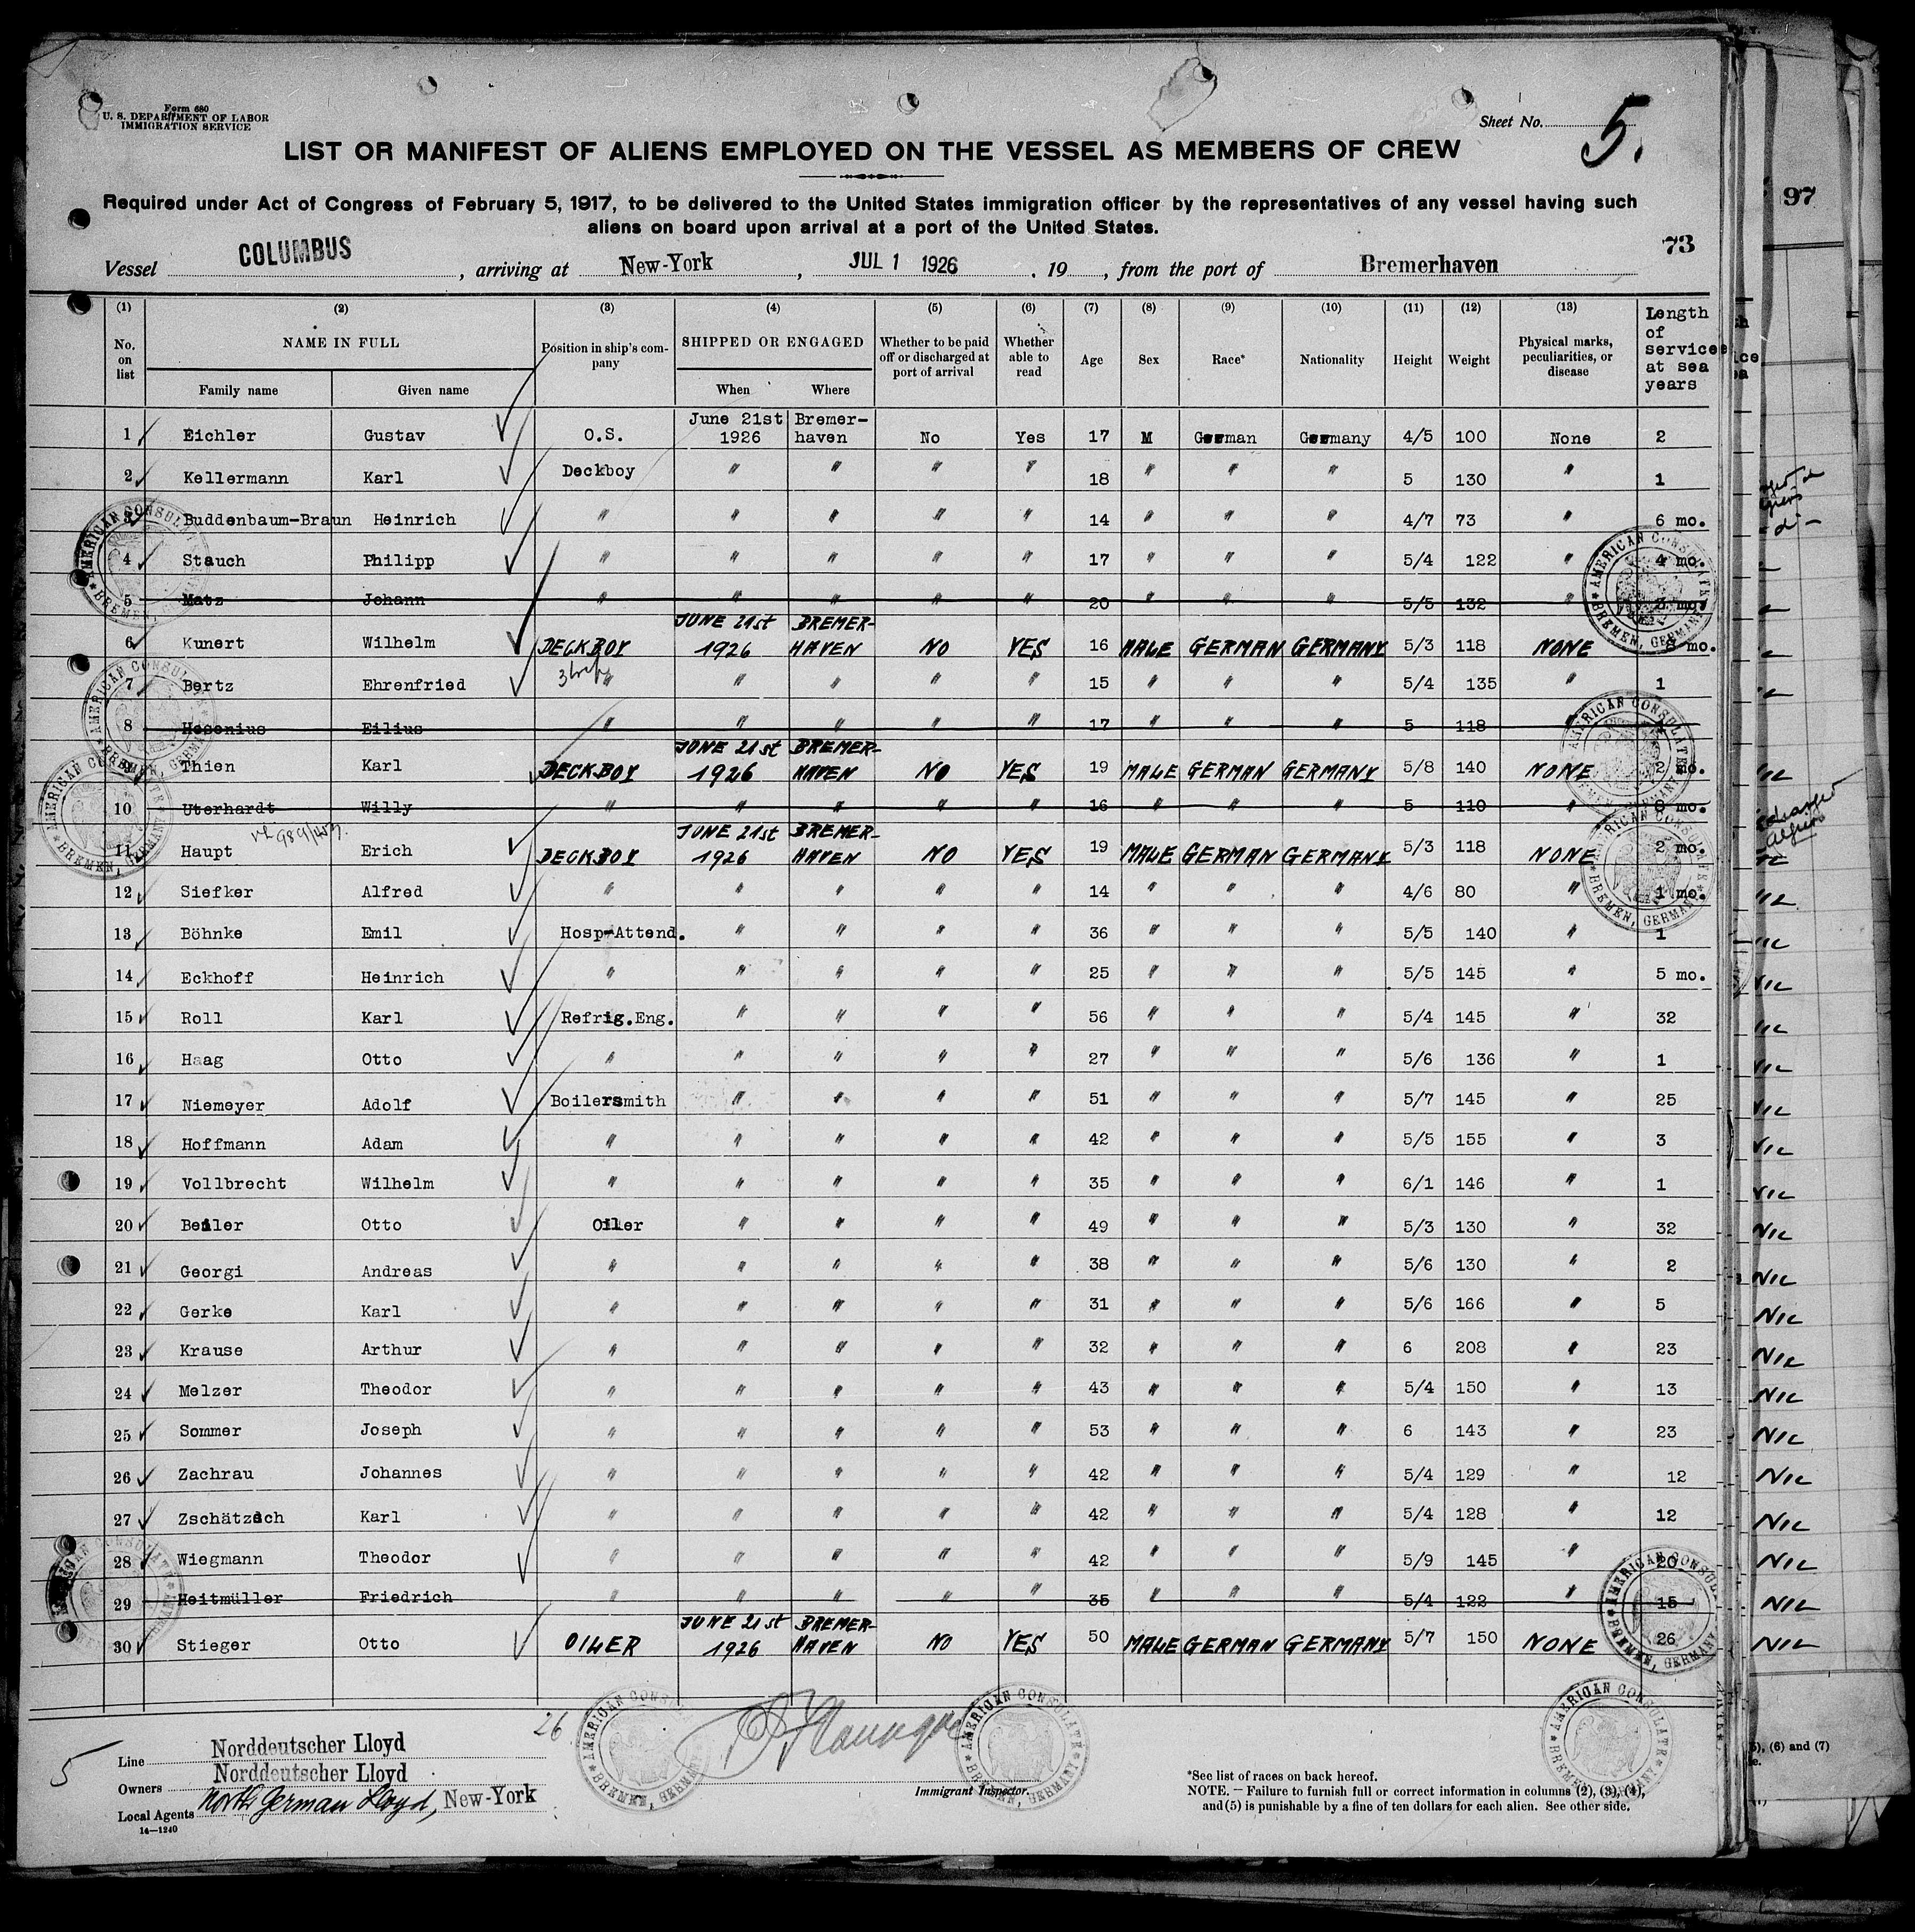 Form 680
U. S. DEPARTMENT OF LABOR
IMMIGRATION SERVICE
Sheet No. 5.
LIST OR MANIFEST OF ALIENS EMPLOYED ON THE VESSEL AS MEMBERS OF CREW
Required under Act of Congress of February 5, 1917, to be delivered to the United States immigration officer by the representatives of any vessel having such
aliens on board upon arrival at a port of the United States.
73
97
Vessel COLUMBUS, arriving at New-York, JUL 1 1926. 19, from the port of Bremerhaven
(1) (2) (3) (4) (5) (6) (7) (8) (9) (10) (11) (12) (13)
No. on list NAME IN FULL Position in ship's company SHIPPED OR ENGAGED Whether to be paid off or discharged at port of arrival Whether able to read Age Sex Race* Nationality Height Weight Physical marks, peculiarities, or disease Length of service at sea years
Family name Given name When Where
1 Eichler Gustav O.S. June 21st 1926 Bremer-haven No Yes 17 M German Germany 4/5 100 None 2
2 Kellermann Karl Deckboy " " " " 18 " " " 5 130 " 1
3 Buddenbaum-Braun Heinrich " " " " " 14 " " " 4/7 73 " 6 mo.
4 Stauch Philipp " " " " " 17 " " " 5/4 122 " 4 mo.
5 Matz Johann " " " " " 20 " " " 5/5 132 " mo.
6 Kunert Wilhelm DECKBOY JUNE 21st 1926 BREMER-HAVEN NO YES 16 MALE GERMAN GERMANY 5/3 118 NONE 8 mo.
7 Bertz Ehrenfried " " " " " 15 " " " 5/4 135 " 1
8 Hosenius Eilius " " " " " 17 " " " 5 118 "
9 Thien Karl DECKBOY JUNE 21st 1926 BREMER-HAVEN NO YES 19 MALE GERMAN GERMANY 5/8 140 NONE 2 mo.
10 Uterhardt Willy " " " " " 16 " " " 5 110 " 8 mo.
11 Haupt Erich DECKBOY JUNE 21st 1926 BREMER-HAVEN NO YES 19 MALE GERMAN GERMANY 5/3 118 NONE 2 mo.
12 Siefker Alfred " " " " " 14 " " " 4/6 80 " 1 mo.
13 Böhnke Emil Hosp-Attend. " " " " 36 " " " 5/5 140 " 1
14 Eckhoff Heinrich " " " " " 25 " " " 5/5 145 " 5 mo.
15 Roll Karl Refrig.Eng. " " " " 56 " " " 5/4 145 " 32
16 Haag Otto " " " " " 27 " " " 5/6 136 " 1
17 Niemeyer Adolf Boilersmith " " " " 51 " " " 5/7 145 " 25
18 Hoffmann Adam " " " " " 42 " " " 5/5 155 " 3
19 Vollbrecht Wilhelm " " " " " 35 " " " 6/1 146 " 1
20 Beiler Otto Oiler " " " " 49 " " " 5/3 130 " 32
21 Georgi Andreas " " " " " 38 " " " 5/6 130 " 2
22 Gerke Karl " " " " " 31 " " " 5/6 166 " 5
23 Krause Arthur " " " " " 32 " " " 6 208 " 23
24 Melzer Theodor " " " " " 43 " " " 5/4 150 " 13
25 Sommer Joseph " " " " " 53 " " " 6 143 " 23
26 Zachrau Johannes " " " " " 42 " " " 5/4 129 " 12
27 Zschätzsch Karl " " " " " 42 " " " 5/4 128 " 12
28 Wiegmann Theodor " " " " " 42 " " " 5/9 145 " 20
29 Heitmüller Friedrich " " " " " 35 " " " 5/4 122 " 15
30 Stieger Otto OILER JUNE 21st 1926 BREMER-HAVEN NO YES 50 MALE GERMAN GERMANY 5/7 150 NONE 26
AMERICAN CONSULATE BREMEN, GERMANY
26
5
Line Norddeutscher Lloyd
Owners Norddeutscher Lloyd
Local Agents North German Lloyd, New-York
14—1240
Immigrant Inspector.
*See list of races on back hereof.
NOTE. — Failure to furnish full or correct information in columns (2), (3), (4),
and (5) is punishable by a fine of ten dollars for each alien. See other side.
(6) and (7)
NIL
NIL
NIL
NIL
NIL
NIL
NIL
NIL
NIL
NIL